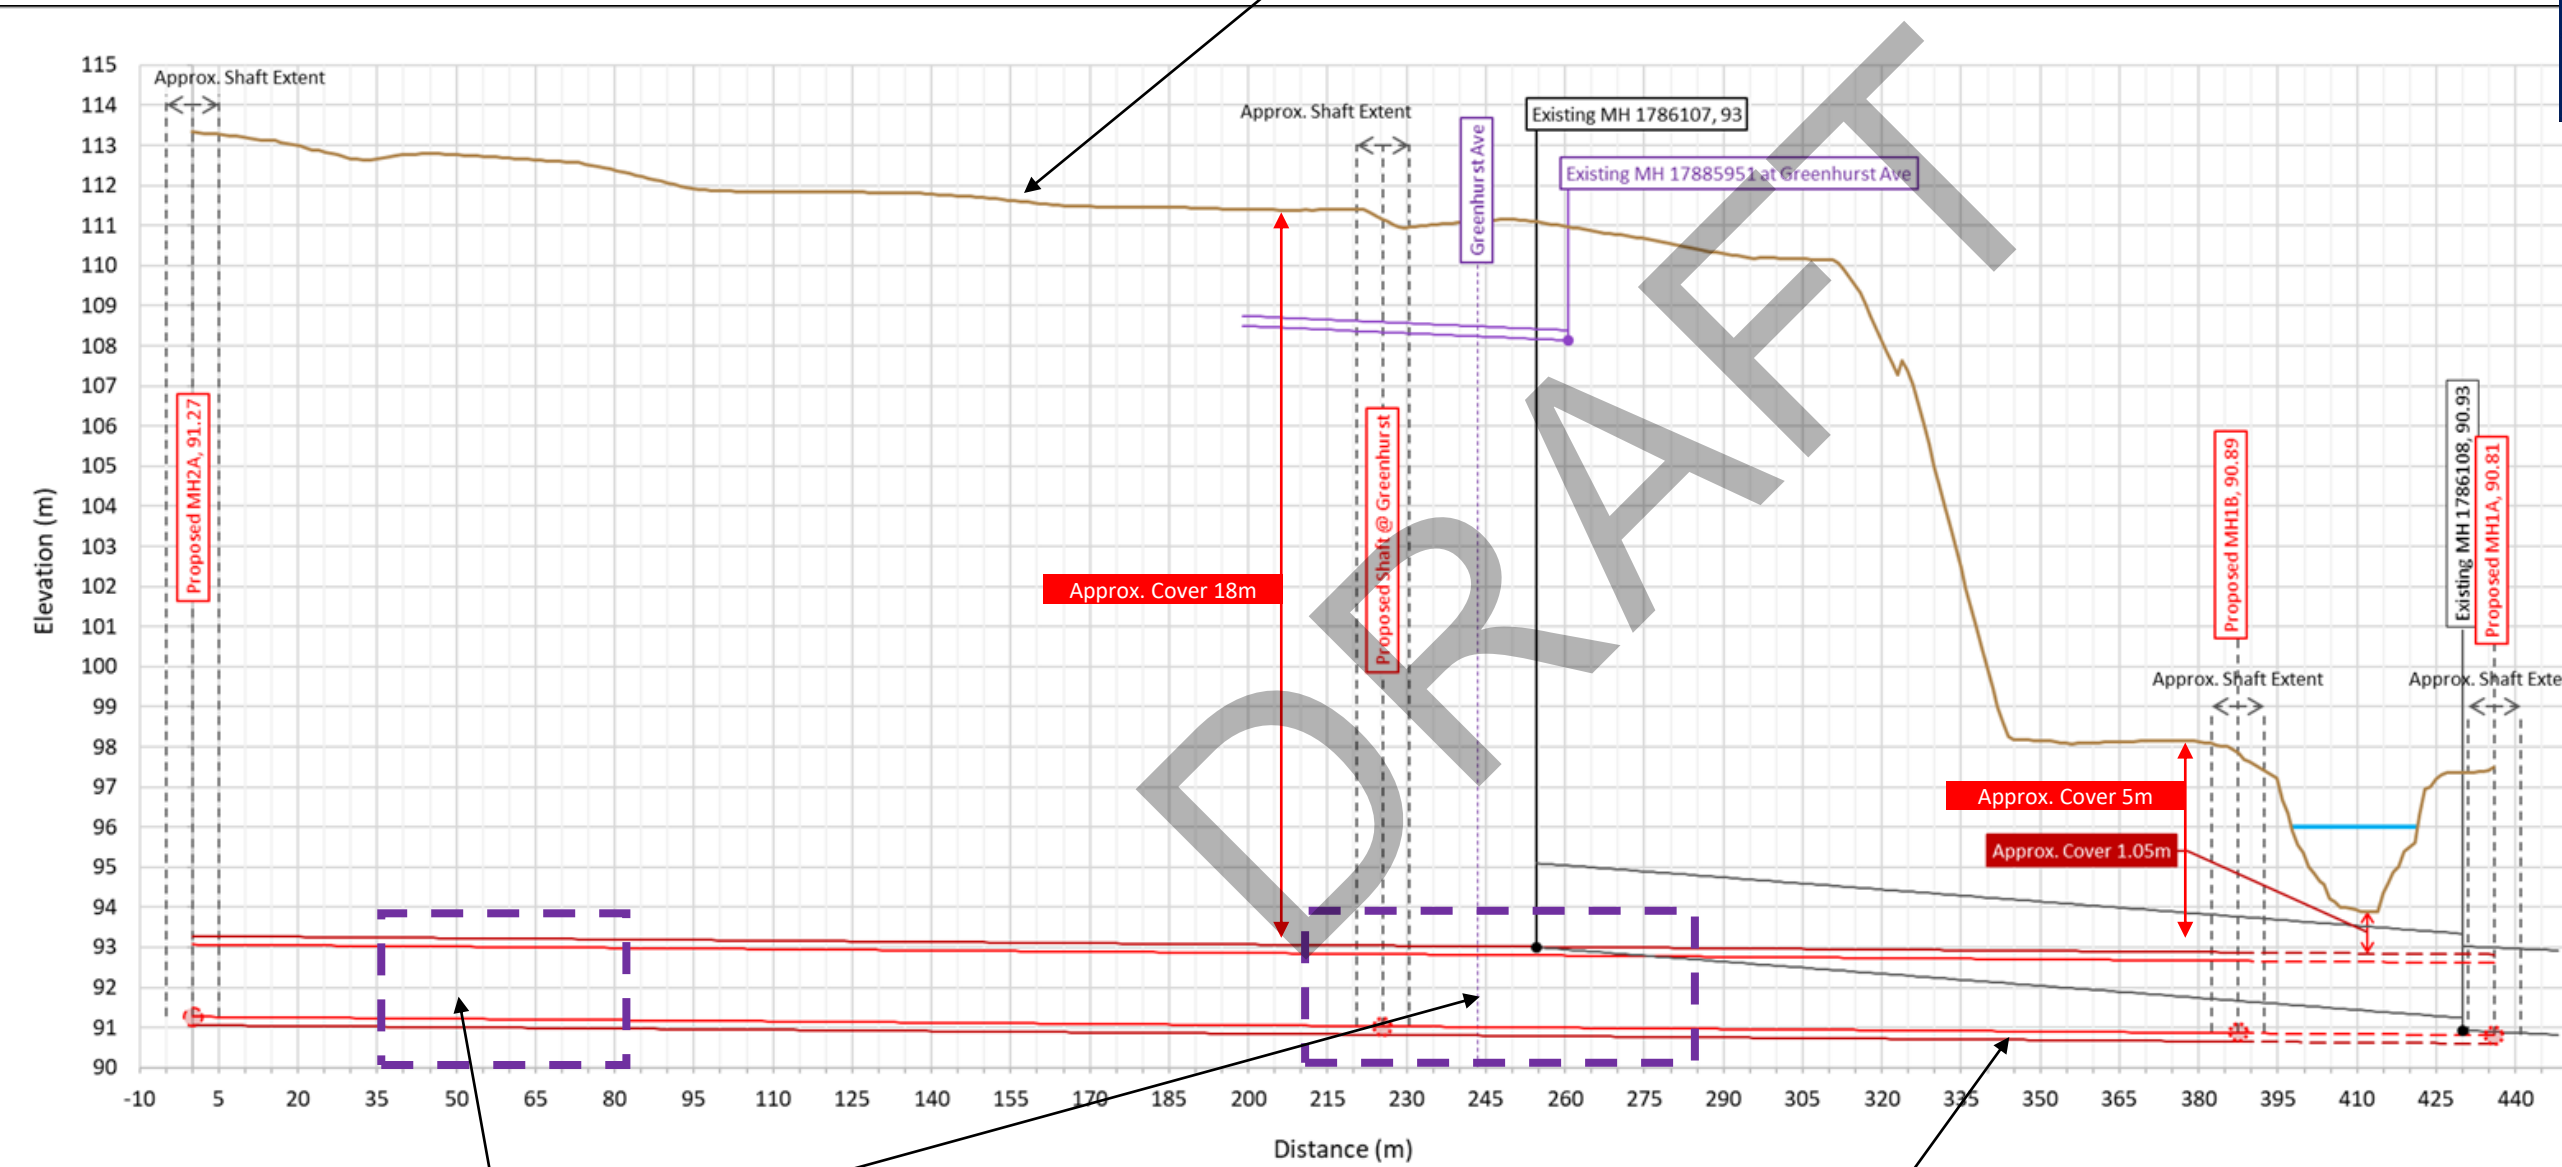 Approx. Shaft Extent
Approx. Shaft Extent
Existing MH 1786107, 93
Existing MH 17885951 at Greenhurst Ave
Greenhurst Ave
Proposed MH2A, 91.27
Proposed Shaft @ Greenhurst
Proposed MH1B, 90.89
Existing MH 1786108, 90.93
Proposed MH1A, 90.81
Approx. Cover 18m
Approx. Shaft Extent
Approx. Shaft Exte
Approx. Cover 5m
Approx. Cover 1.05m
DRAFT
Elevation (m)
115
114
113
112
111
110
109
108
107
106
105
104
103
102
101
100
99
98
97
96
95
94
93
92
91
90
-10 5 20 35 50 65 80 95 110 125 140 155 170 185 200 215 230 245 260 275 290 305 320 335 350 365 380 395 410 425 440
Distance (m)